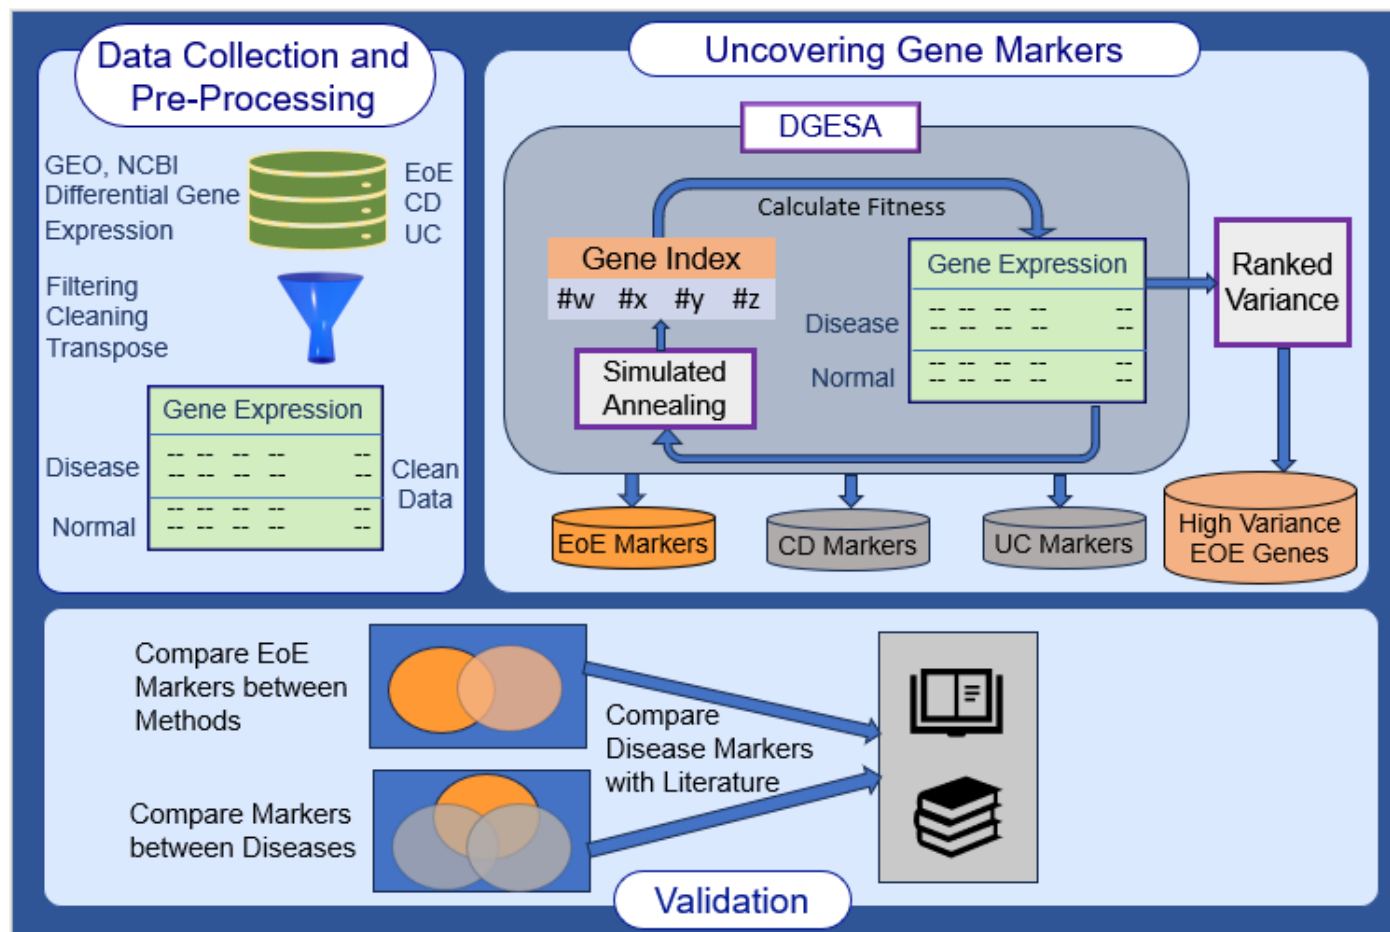 Data Collection and
Pre-Processing
GEO, NCBI
Differential Gene
Expression
EoE
CD
UC
Filtering
Cleaning
Transpose
Gene Expression
Disease
-- -- -- -- --
-- -- -- -- --
Normal
-- -- -- -- --
-- -- -- -- --
Clean
Data
Uncovering Gene Markers
DGESA
Calculate Fitness
Gene Index
#w #x #y #z
Simulated
Annealing
Gene Expression
Disease
-- -- -- -- --
-- -- -- -- --
Normal
-- -- -- -- --
-- -- -- -- --
Ranked
Variance
EoE Markers
CD Markers
UC Markers
High Variance
EOE Genes
Compare EoE
Markers between
Methods
Compare
Disease Markers
with Literature
Compare Markers
between Diseases
Validation